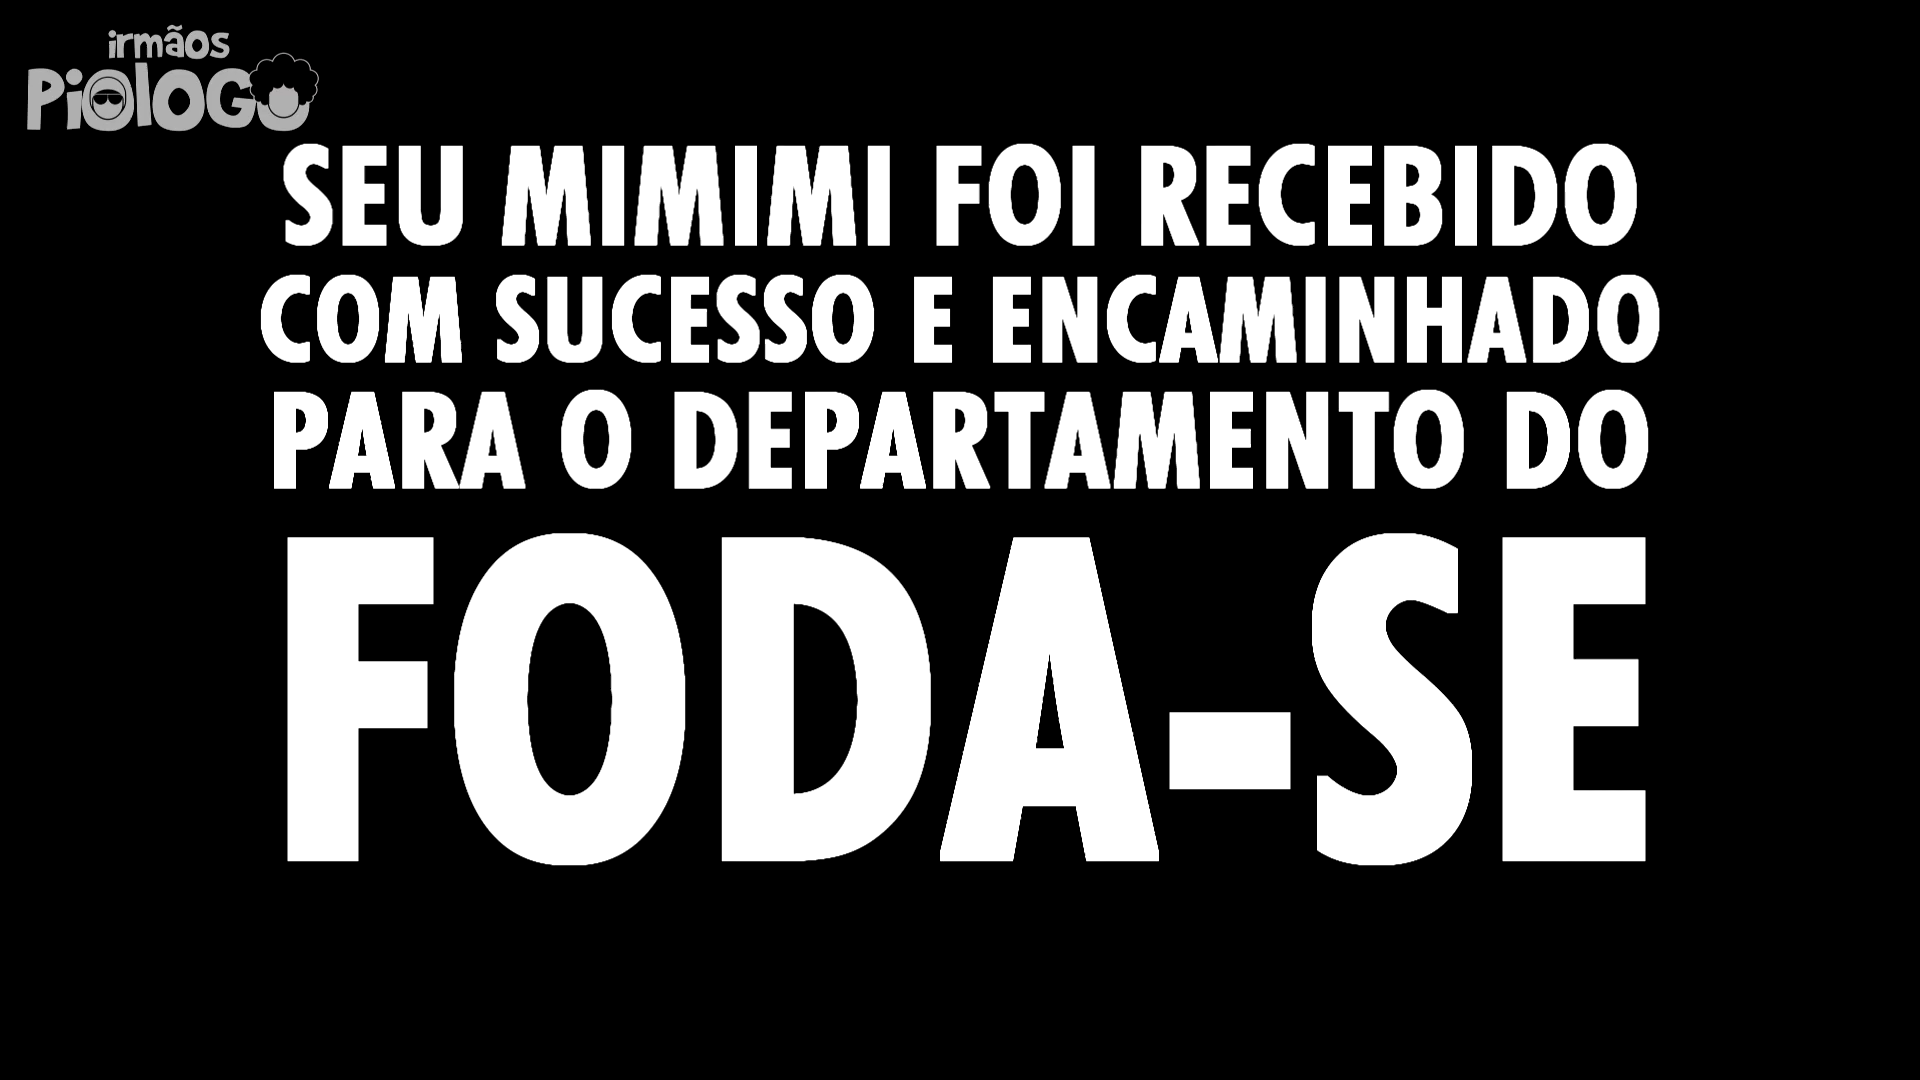 irmãos
PiOlOGO
SEU MIMIMI FOI RECEBIDO
COM SUCESSO E ENCAMINHADO
PARA O DEPARTAMENTO DO
FODA-SE